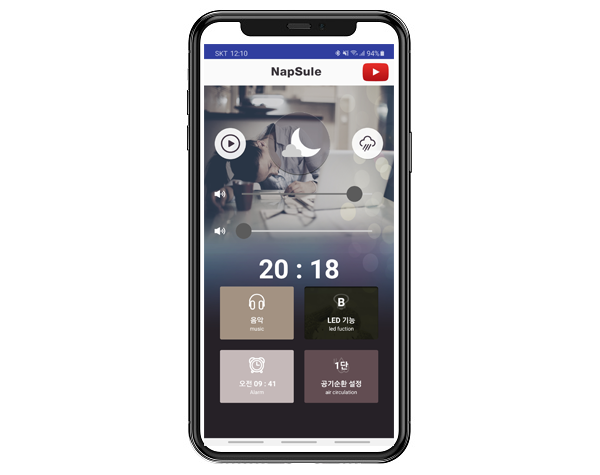 SKT 12:10
94%
NapSule
20 : 18
음악
music
B
LED 기능
led fuction
오전 09 : 41
Alarm
1단
공기순환 설정
air circulation